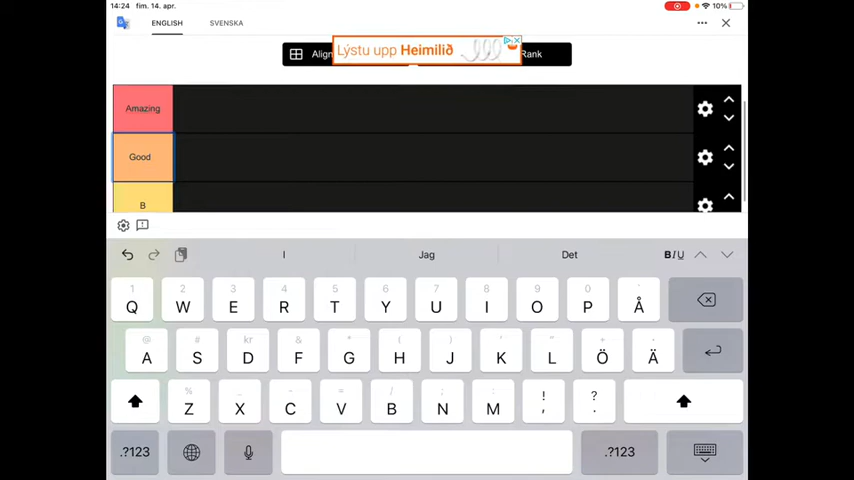 14:24 fim. 14. apr. 10%
ENGLISH SVENSKA
Align Lýstu upp Heimilið Rank
Amazing
Good
B
I Jag Det BIU
1 2 3 4 5 6 7 8 9 0
Q W E R T Y U I O P Å
@ # kr & * ( ) ' " + :
A S D F G H J K L Ö Ä
% _ - = / ; :
Z X C V B N M ! , ? .
.?123 .?123